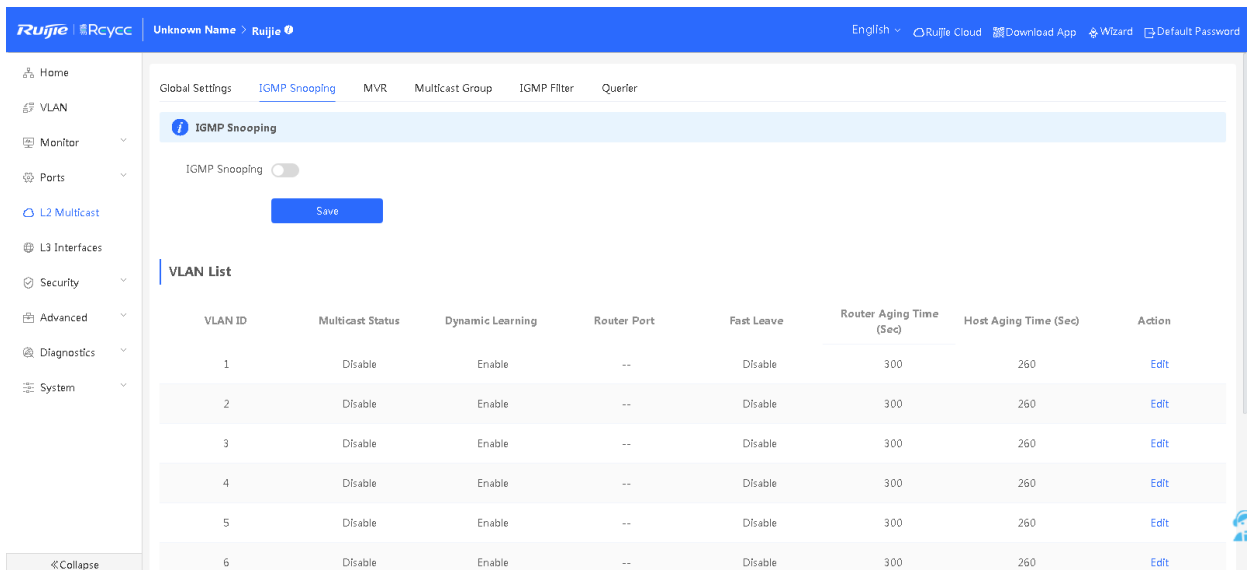 Ruijie | Rcycc Unknown Name > Ruijie English Ruijie Cloud Download App Wizard Default Password
Home
VLAN
Monitor
Ports
L2 Multicast
L3 Interfaces
Security
Advanced
Diagnostics
System
«Collapse
Global Settings IGMP Snooping MVR Multicast Group IGMP Filter Querier
i IGMP Snooping
IGMP Snooping
Save
VLAN List
VLAN ID Multicast Status Dynamic Learning Router Port Fast Leave Router Aging Time (Sec) Host Aging Time (Sec) Action
1 Disable Enable -- Disable 300 260 Edit
2 Disable Enable -- Disable 300 260 Edit
3 Disable Enable -- Disable 300 260 Edit
4 Disable Enable -- Disable 300 260 Edit
5 Disable Enable -- Disable 300 260 Edit
6 Disable Enable -- Disable 300 260 Edit